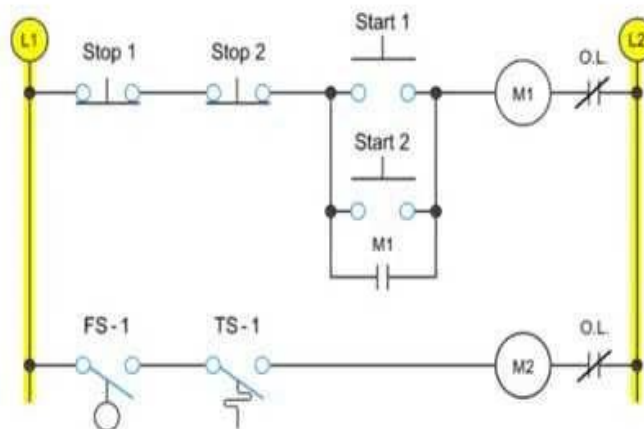 L1
L2
Start 1
Stop 1
Stop 2
O.L.
M1
Start 2
M1
FS - 1
TS - 1
O.L.
M2